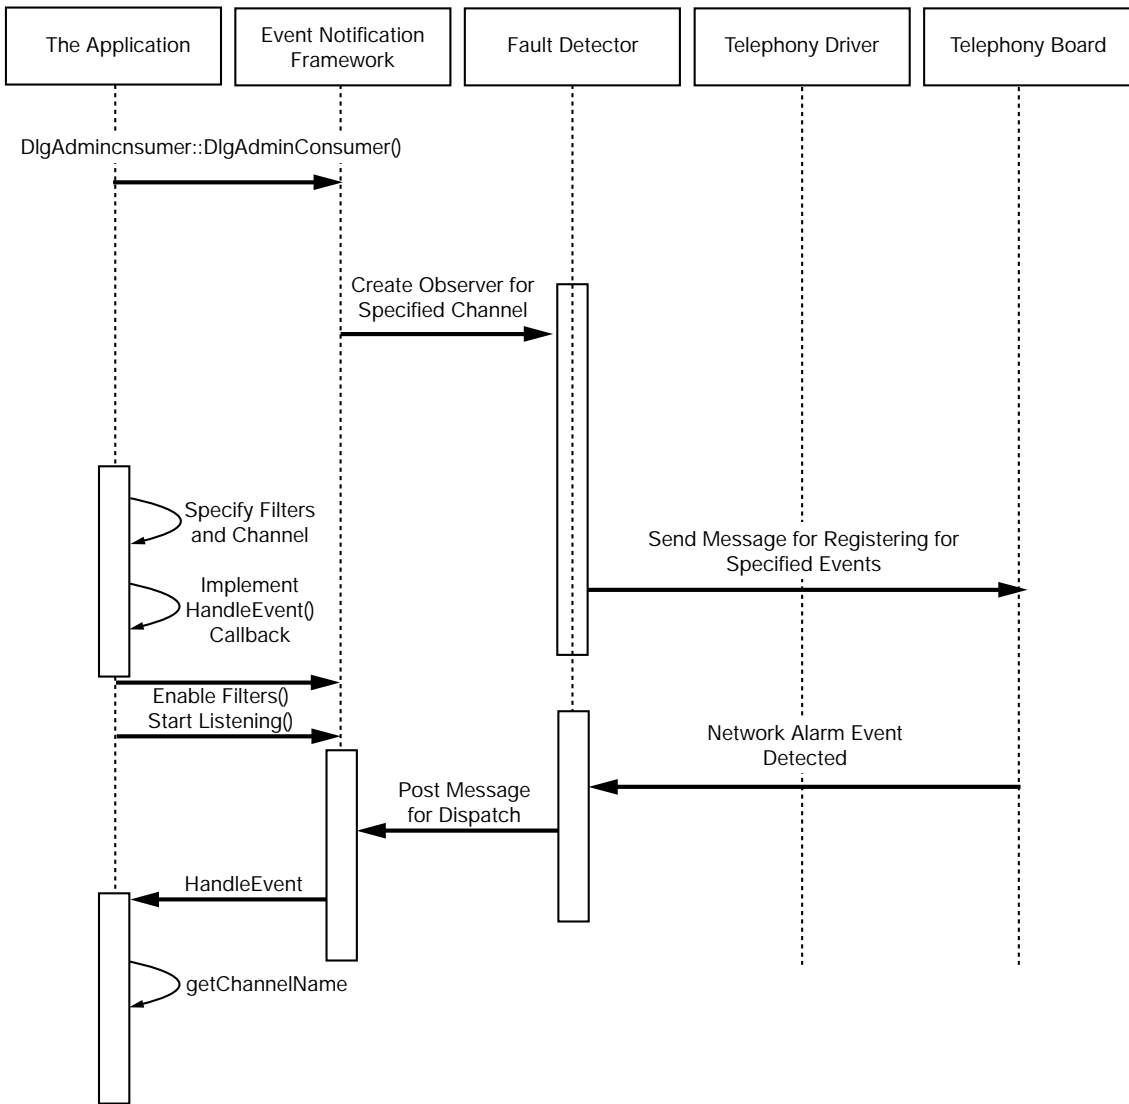 The Application
Event Notification
Framework
Fault Detector
Telephony Driver
Telephony Board
DlgAdmincnsumer::DlgAdminConsumer()
Create Observer for
Specified Channel
Specify Filters
and Channel
Send Message for Registering for
Specified Events
Implement
HandleEvent()
Callback
Enable Filters()
Start Listening()
Network Alarm Event
Detected
Post Message
for Dispatch
HandleEvent
getChannelName